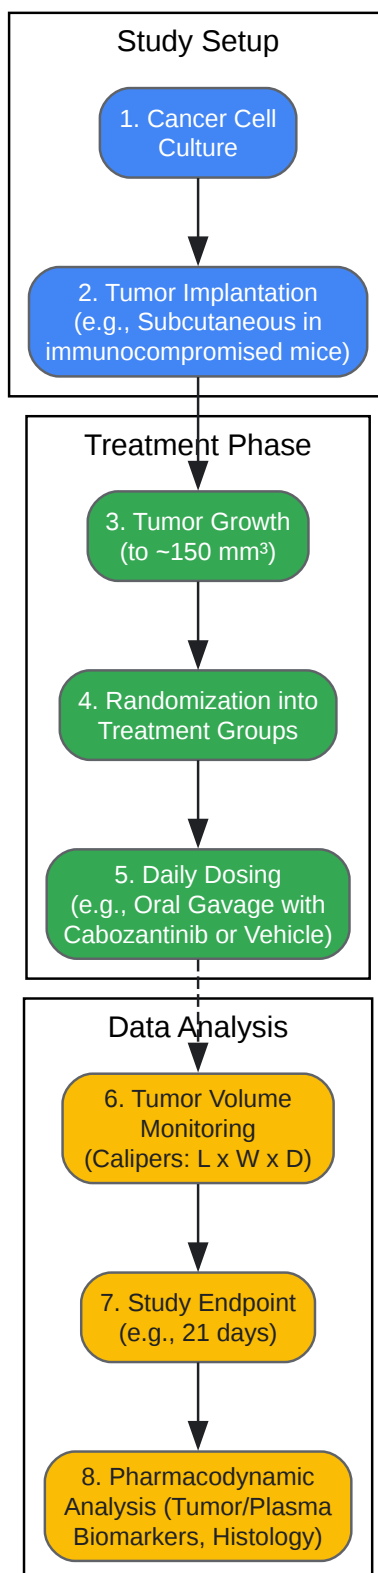 Study Setup
1. Cancer Cell
Culture
2. Tumor Implantation
(e.g., Subcutaneous in
immunocompromised mice)
Treatment Phase
3. Tumor Growth
(to ~150 mm³)
4. Randomization into
Treatment Groups
5. Daily Dosing
(e.g., Oral Gavage with
Cabozantinib or Vehicle)
Data Analysis
6. Tumor Volume
Monitoring
(Calipers: L x W x D)
7. Study Endpoint
(e.g., 21 days)
8. Pharmacodynamic
Analysis (Tumor/Plasma
Biomarkers, Histology)